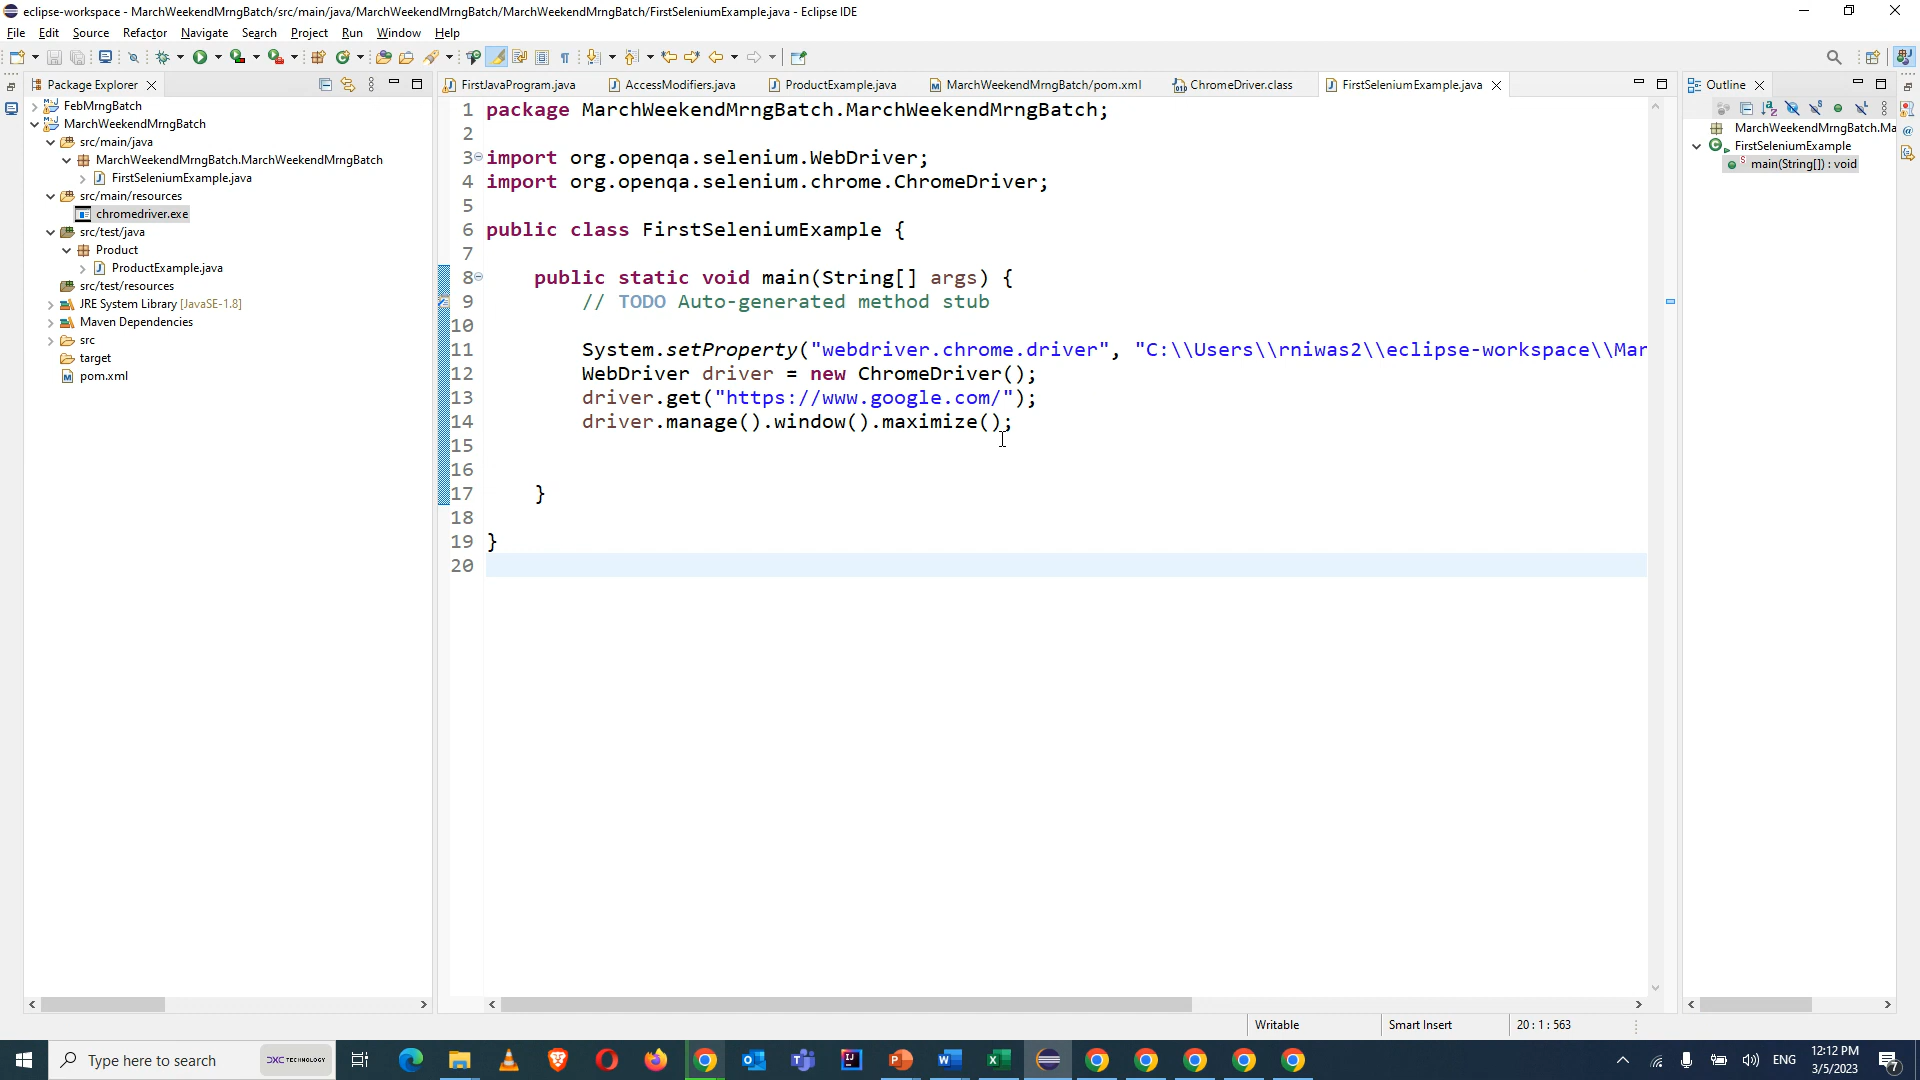 eclipse-workspace - MarchWeekendMrngBatch/src/main/java/MarchWeekendMrngBatch/MarchWeekendMrngBatch/FirstSeleniumExample.java - Eclipse IDE
File Edit Source Refactor Navigate Search Project Run Window Help
Package Explorer
FebMrngBatch
MarchWeekendMrngBatch
src/main/java
MarchWeekendMrngBatch.MarchWeekendMrngBatch
FirstSeleniumExample.java
src/main/resources
chromedriver.exe
src/test/java
Product
ProductExample.java
src/test/resources
JRE System Library [JavaSE-1.8]
Maven Dependencies
src
target
pom.xml
FirstJavaProgram.java AccessModifiers.java ProductExample.java MarchWeekendMrngBatch/pom.xml ChromeDriver.class FirstSeleniumExample.java
1 package MarchWeekendMrngBatch.MarchWeekendMrngBatch;
2
3 import org.openqa.selenium.WebDriver;
4 import org.openqa.selenium.chrome.ChromeDriver;
5
6 public class FirstSeleniumExample {
7
8 public static void main(String[] args) {
9 // TODO Auto-generated method stub
10
11 System.setProperty("webdriver.chrome.driver", "C:\\Users\\rniwas2\\eclipse-workspace\\Mar
12 WebDriver driver = new ChromeDriver();
13 driver.get("https://www.google.com/");
14 driver.manage().window().maximize();
15
16
17 }
18
19 }
20
Outline
MarchWeekendMrngBatch.Ma
FirstSeleniumExample
main(String[]) : void
Writable Smart Insert 20 : 1 : 563
Type here to search DXC TECHNOLOGY
ENG
12:12 PM
3/5/2023
7